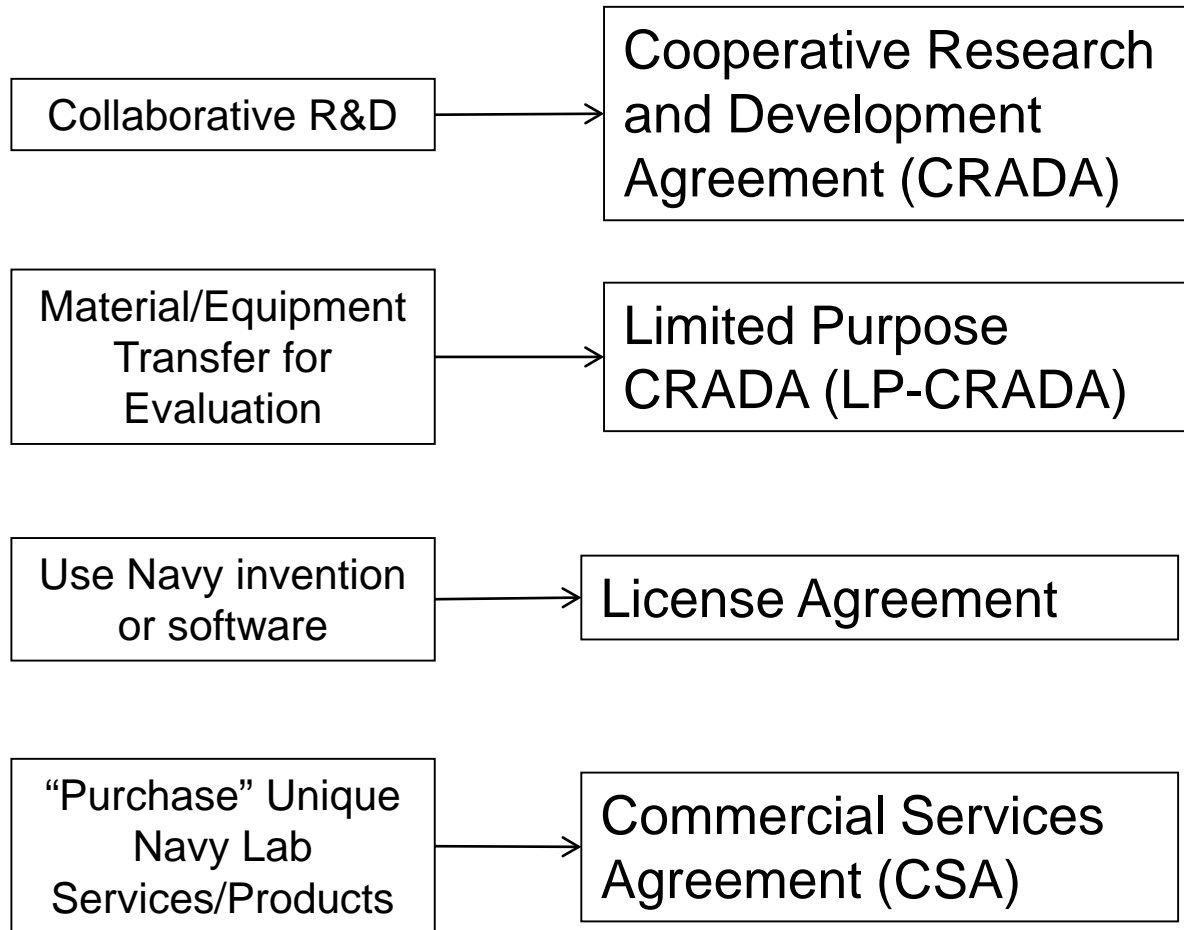 Collaborative R&D
Cooperative Research
and Development
Agreement (CRADA)
Material/Equipment
Transfer for
Evaluation
Limited Purpose
CRADA (LP-CRADA)
Use Navy invention
or software
License Agreement
“Purchase” Unique
Navy Lab
Services/Products
Commercial Services
Agreement (CSA)